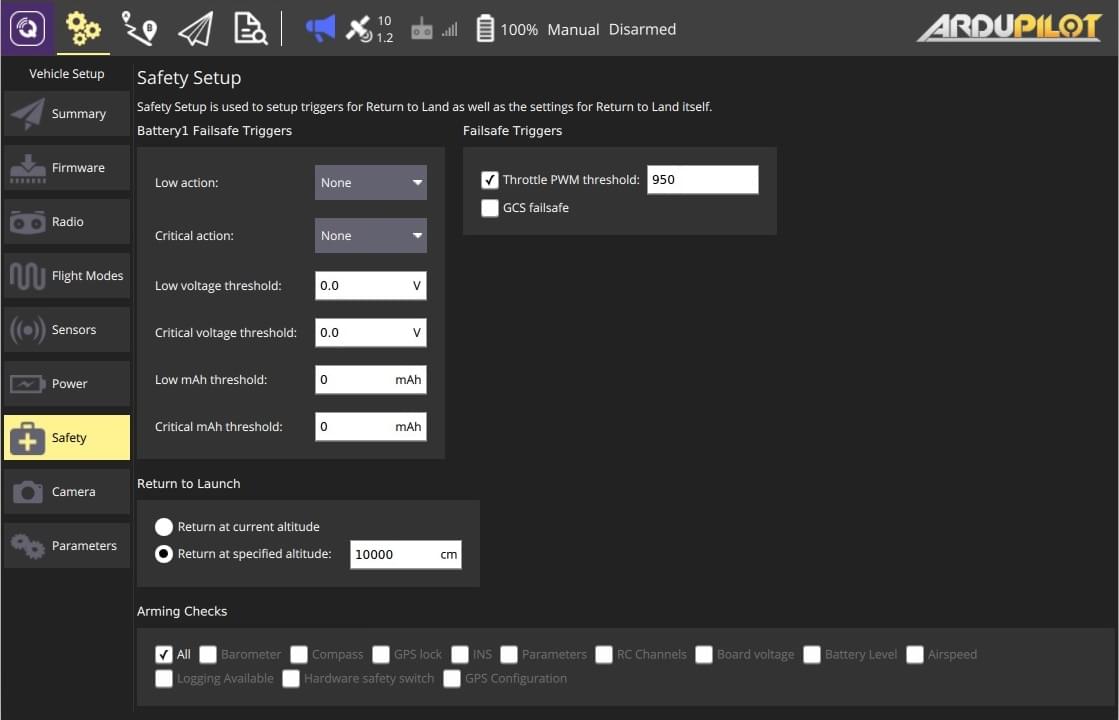 10
1.2
100% Manual Disarmed
ARDUPILOT
B
Vehicle Setup
Summary
Firmware
Radio
Flight Modes
Sensors
Power
Safety
Camera
Parameters
Safety Setup
Safety Setup is used to setup triggers for Return to Land as well as the settings for Return to Land itself.
Battery1 Failsafe Triggers
Low action: None
Critical action: None
Low voltage threshold: 0.0 V
Critical voltage threshold: 0.0 V
Low mAh threshold: 0 mAh
Critical mAh threshold: 0 mAh
Failsafe Triggers
Throttle PWM threshold: 950
GCS failsafe
Return to Launch
Return at current altitude
Return at specified altitude: 10000 cm
Arming Checks
All Barometer Compass GPS lock INS Parameters RC Channels Board voltage Battery Level Airspeed
Logging Available Hardware safety switch GPS Configuration